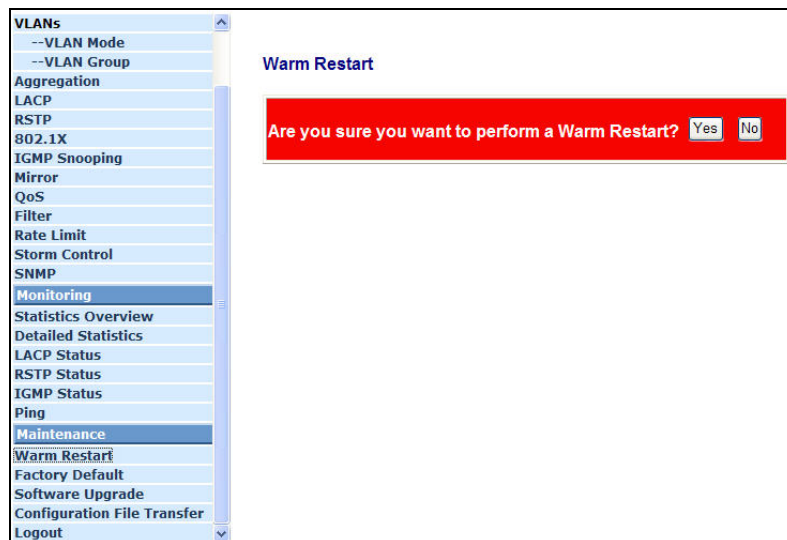 VLANs
--VLAN Mode
--VLAN Group
Aggregation
LACP
RSTP
802.1X
IGMP Snooping
Mirror
QoS
Filter
Rate Limit
Storm Control
SNMP
Monitoring
Statistics Overview
Detailed Statistics
LACP Status
RSTP Status
IGMP Status
Ping
Maintenance
Warm Restart
Factory Default
Software Upgrade
Configuration File Transfer
Logout
Warm Restart
Are you sure you want to perform a Warm Restart? Yes No